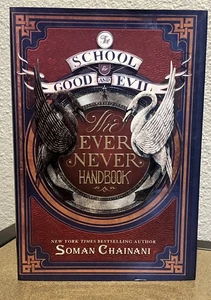 The
SCHOOL
for
GOOD AND EVIL
The
EVER
NEVER
HANDBOOK
NEW YORK TIMES BESTSELLING AUTHOR
SOMAN CHAINANI